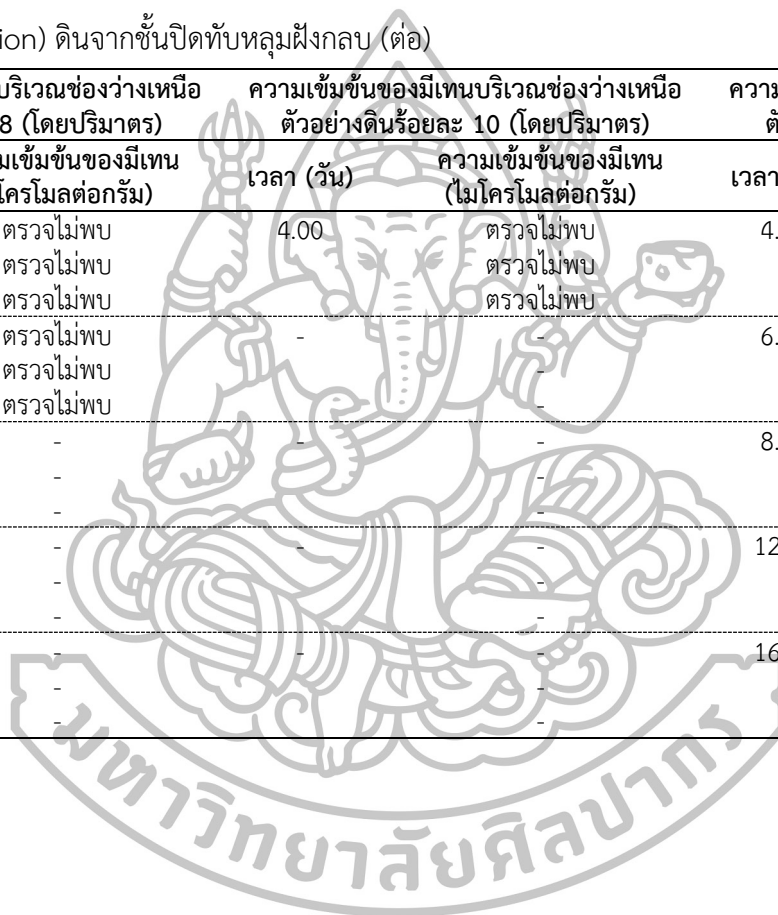 ion) ดินจากชั้นปิดทับหลุมฝังกลบ (ต่อ)
บริเวณช่องว่างเหนือ ความเข้มข้นของมีเทนบริเวณช่องว่างเหนือ ความ
8 (โดยปริมาตร) ตัวอย่างดินร้อยละ 10 (โดยปริมาตร) ตั
มเข้มข้นของมีเทน เวลา (วัน) ความเข้มข้นของมีเทน เวลา
โครโมลต่อกรัม) (ไมโครโมลต่อกรัม)
ตรวจไม่พบ 4.00 ตรวจไม่พบ 4.
ตรวจไม่พบ ตรวจไม่พบ
ตรวจไม่พบ ตรวจไม่พบ
ตรวจไม่พบ - - 6.
ตรวจไม่พบ -
ตรวจไม่พบ -
- - - 8.
- -
- -
- - - 12
- -
- -
- - - 16
- -
- -
มหาวิทยาลัยศิลปากร